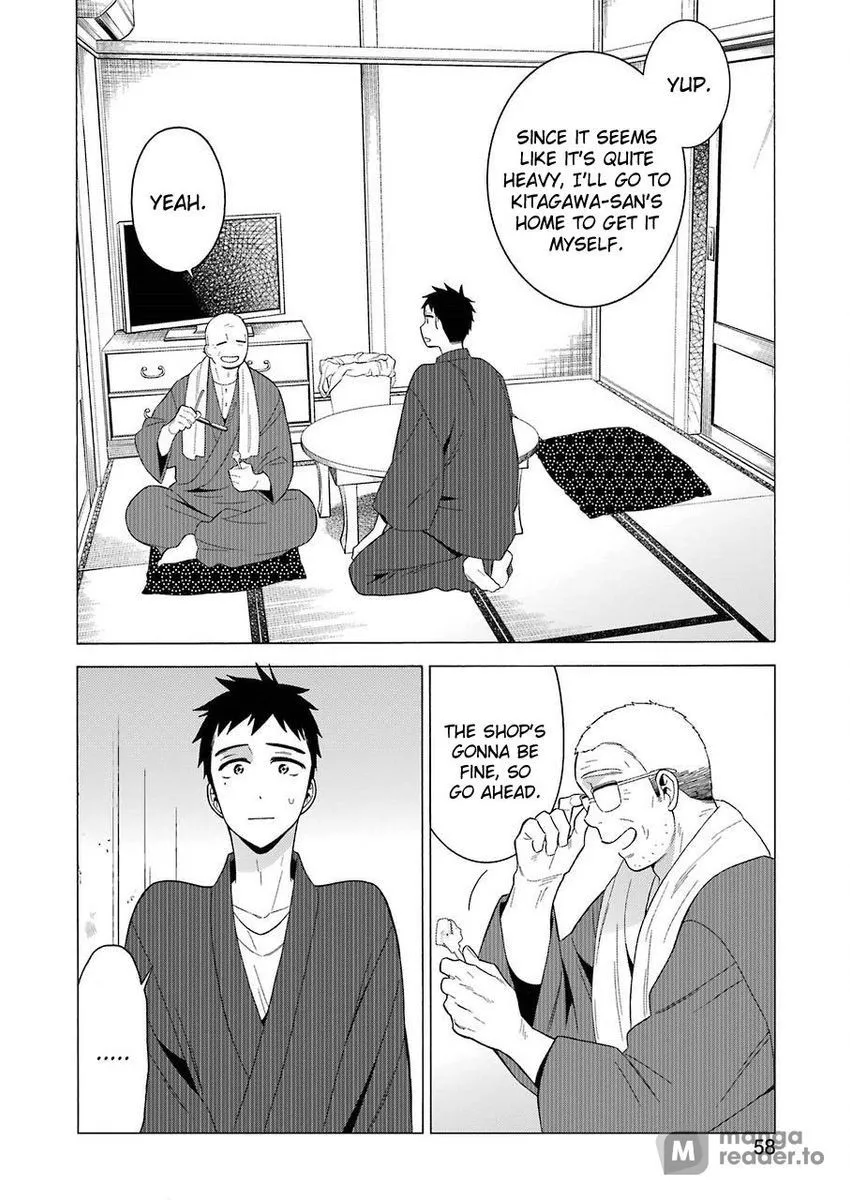 YUP.
SINCE IT SEEMS
LIKE IT'S QUITE
HEAVY, I'LL GO TO
KITAGAWA-SAN'S
HOME TO GET IT
MYSELF.
YEAH.
THE SHOP'S
GONNA BE
FINE, SO
GO AHEAD.
.....
58
M manga
reader.to